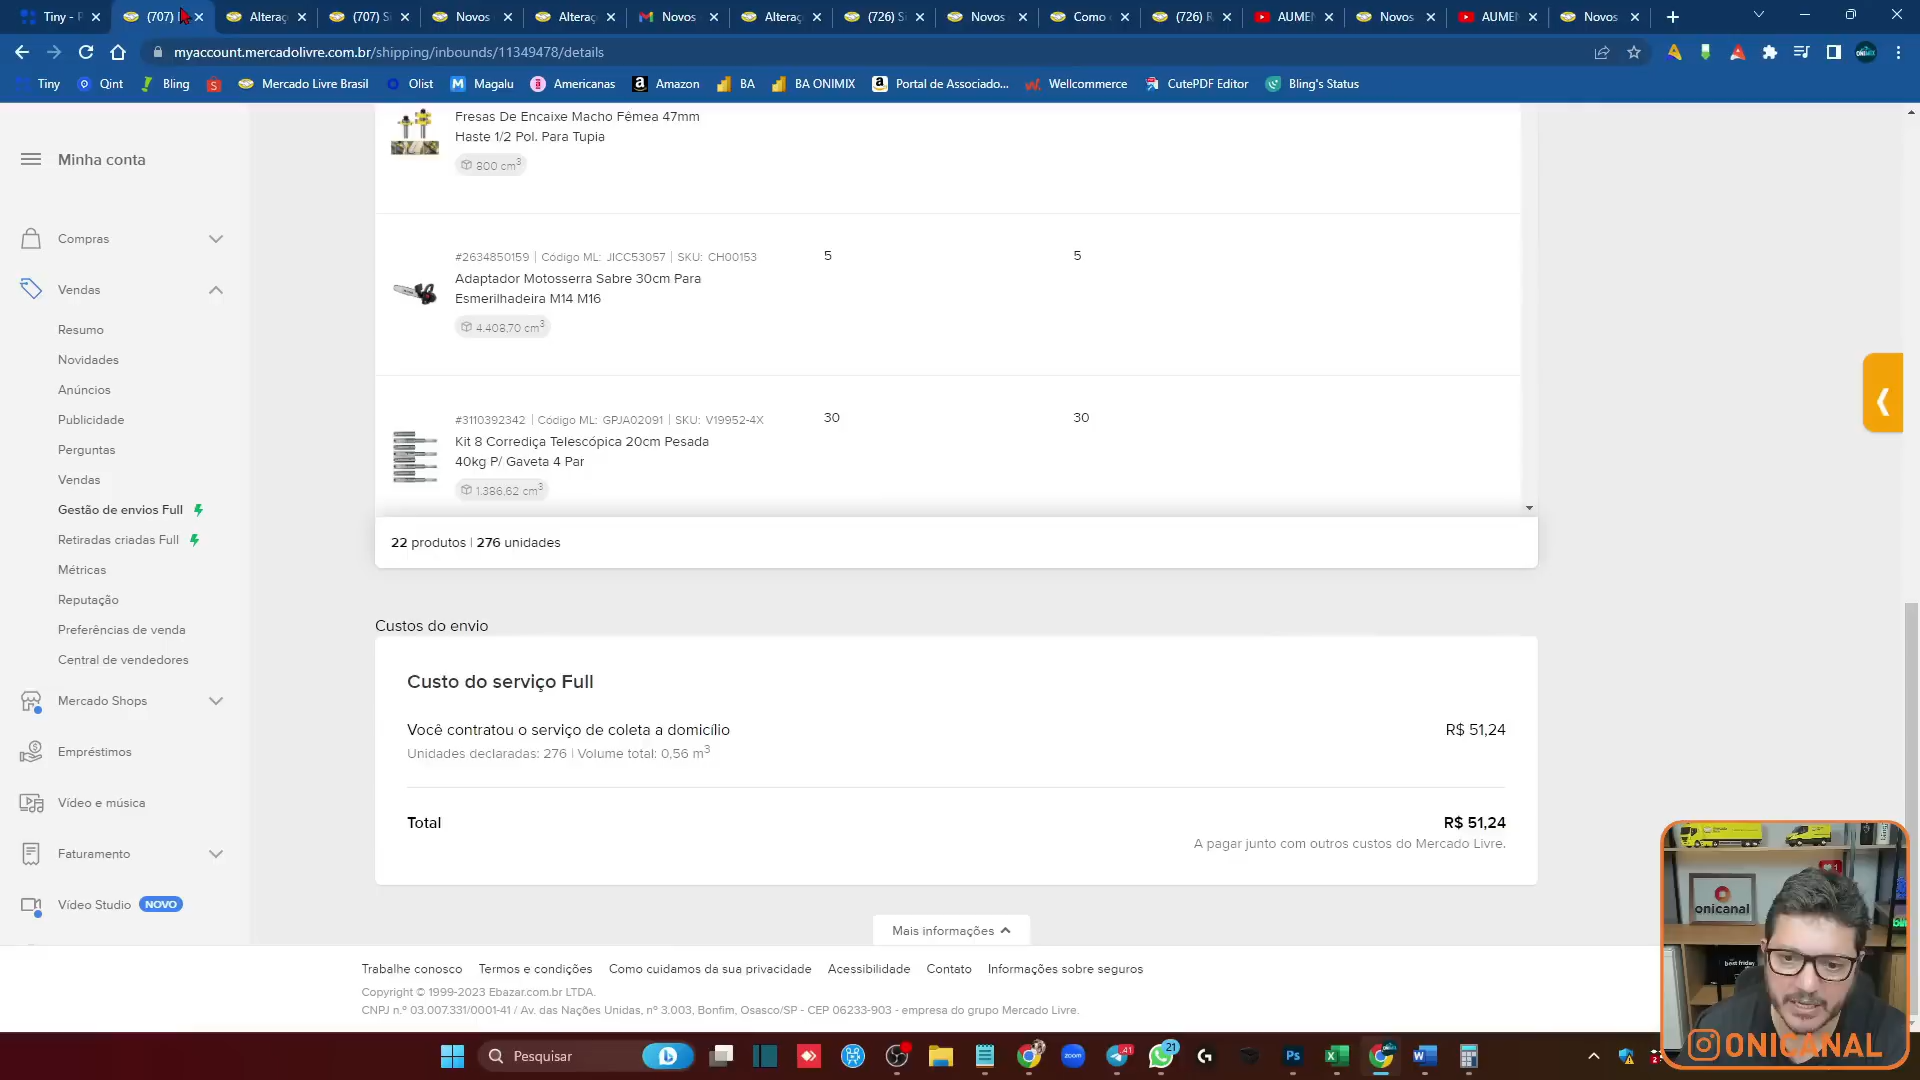 Tiny - P
(707)
Alteraç
(707) S
Novos
Alteraç
Novos
Alteraç
(726) S
Novos
Como
(726) R
AUMEN
Novos
AUMEN
Novos
myaccount.mercadolivre.com.br/shipping/inbounds/11349478/details
Tiny
Qint
Bling
Mercado Livre Brasil
Olist
Magalu
Americanas
Amazon
BA
BA ONIMIX
Portal de Associado...
Wellcommerce
CutePDF Editor
Bling's Status
Minha conta
Compras
Vendas
Resumo
Novidades
Anúncios
Publicidade
Perguntas
Vendas
Gestão de envios Full
Retiradas criadas Full
Métricas
Reputação
Preferências de venda
Central de vendedores
Mercado Shops
Empréstimos
Vídeo e música
Faturamento
Vídeo Studio NOVO
Fresas De Encaixe Macho Fêmea 47mm
Haste 1/2 Pol. Para Tupia
800 cm³
#2634850159 | Código ML: JICC53057 | SKU: CH00153
5
5
Adaptador Motosserra Sabre 30cm Para
Esmerilhadeira M14 M16
4.408,70 cm³
#3110392342 | Código ML: GPJA02091 | SKU: V19952-4X
30
30
Kit 8 Corrediça Telescópica 20cm Pesada
40kg P/ Gaveta 4 Par
1.386,62 cm³
22 produtos | 276 unidades
Custos do envio
Custo do serviço Full
Você contratou o serviço de coleta a domicílio
R$ 51,24
Unidades declaradas: 276 | Volume total: 0,56 m³
Total
R$ 51,24
A pagar junto com outros custos do Mercado Livre.
Mais informações
Trabalhe conosco
Termos e condições
Como cuidamos da sua privacidade
Acessibilidade
Contato
Informações sobre seguros
Copyright © 1999-2023 Ebazar.com.br LTDA.
CNPJ n.º 03.007.331/0001-41 / Av. das Nações Unidas, nº 3.003, Bonfim, Osasco/SP - CEP 06233-903 - empresa do grupo Mercado Livre.
onicanal
best friday
ONICANAL
Pesquisar
zoom
41
21
Ps